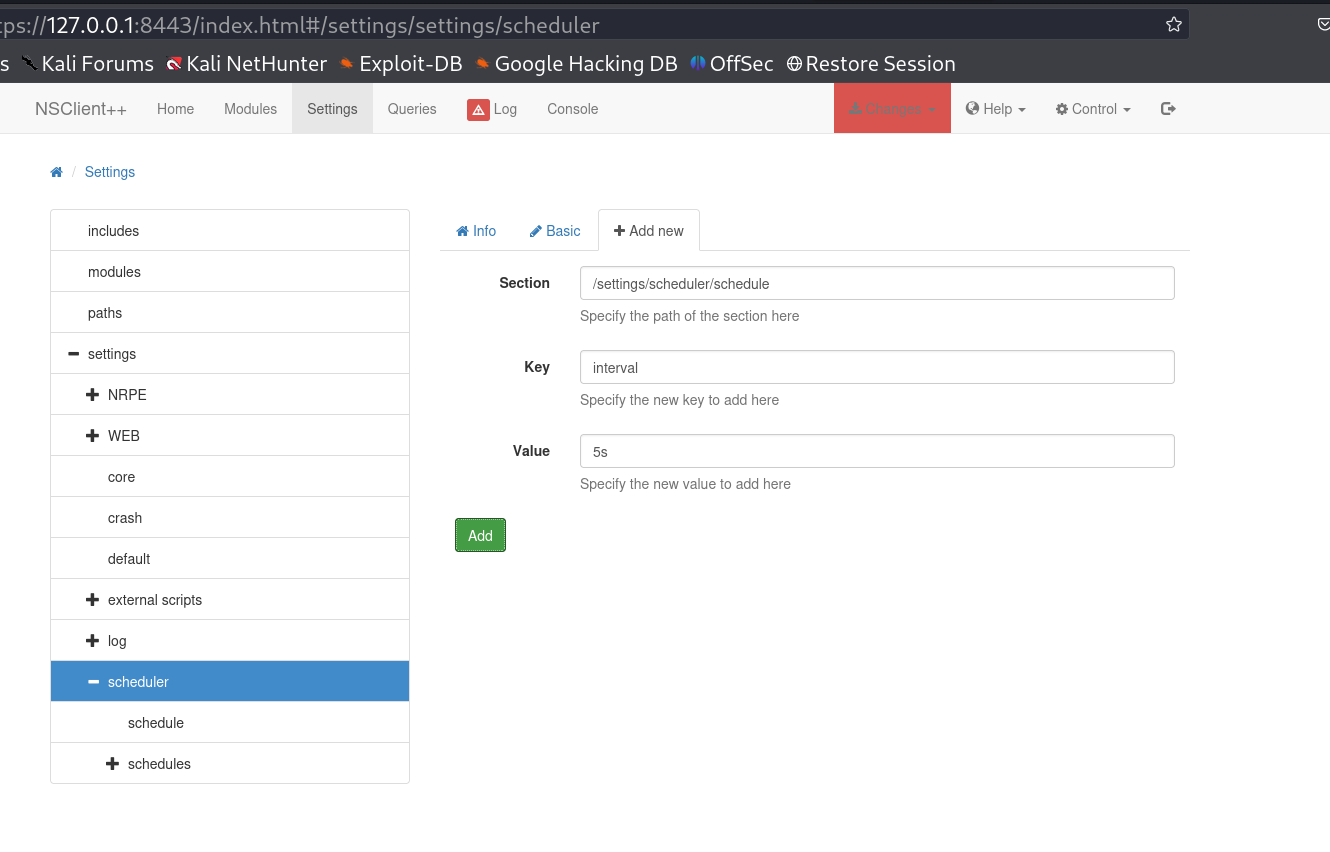 tps://127.0.0.1:8443/index.html#/settings/settings/scheduler
s Kali Forums Kali NetHunter Exploit-DB Google Hacking DB OffSec Restore Session
NSClient++ Home Modules Settings Queries Log Console Changes Help Control
/ Settings
includes
modules
paths
settings
NRPE
WEB
core
crash
default
external scripts
log
scheduler
schedule
schedules
Info Basic Add new
Section /settings/scheduler/schedule
Specify the path of the section here
Key interval
Specify the new key to add here
Value 5s
Specify the new value to add here
Add